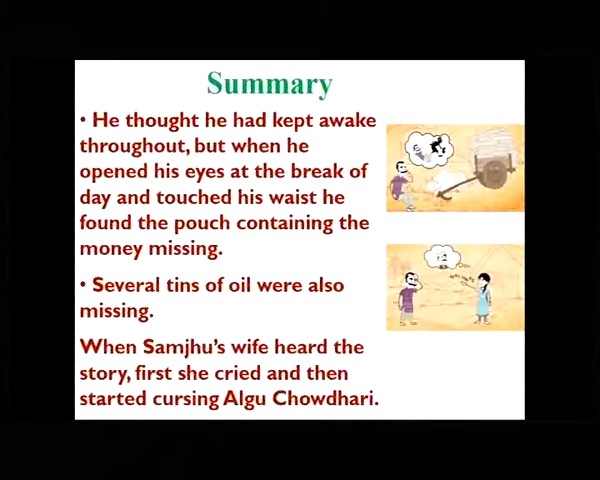 Summary
• He thought he had kept awake
throughout, but when he
opened his eyes at the break of
day and touched his waist he
found the pouch containing the
money missing.
• Several tins of oil were also
missing.
When Samjhu's wife heard the
story, first she cried and then
started cursing Algu Chowdhari.